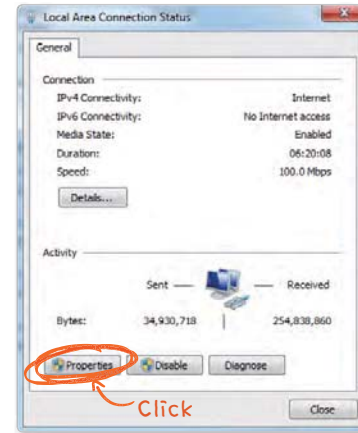 Local Area Connection Status
General
Connection
IPv4 Connectivity: Internet
IPv6 Connectivity: No Internet access
Media State: Enabled
Duration: 06:20:08
Speed: 100.0 Mbps
Details...
Activity
Sent Received
Bytes: 34,930,718 254,838,860
Properties Disable Diagnose
Click
Close